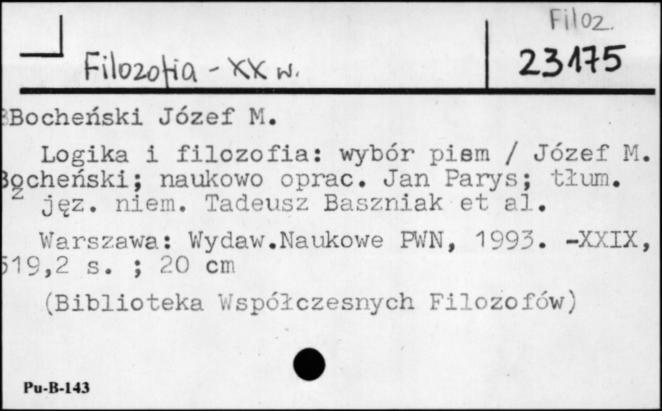 Filoz.
23175
Filozofia - XX w.
Bocheński Józef M.
Logika i filozofia: wybór pism / Józef M.
Bocheński; naukowo oprac. Jan Parys; tłum.
z jęz. niem. Tadeusz Baszniak et al.
Warszawa: Wydaw.Naukowe PWN, 1993. -XXIX,
519,2 s. ; 20 cm
(Biblioteka Współczesnych Filozofów)
Pu-B-143